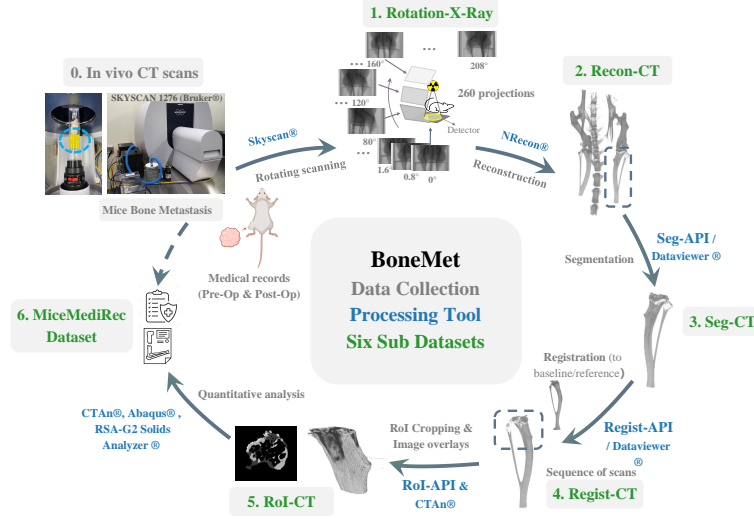 1. Rotation-X-Ray
0. In vivo CT scans
SKYSCAN 1276 (Bruker®)
Mice Bone Metastasis
Skyscan®
Rotating scanning
... 160°
...
208°
... 120°
80°
...
1.6°
0.8°
0°
260 projections
Detector
NRecon®
Reconstruction
2. Recon-CT
Segmentation
Seg-API /
Dataviewer ®
3. Seg-CT
Registration (to
baseline/reference)
Regist-API
/ Dataviewer
®
Sequence of scans
4. Regist-CT
RoI Cropping &
Image overlays
RoI-API &
CTAn®
5. RoI-CT
Quantitative analysis
CTAn®, Abaqus® ,
RSA-G2 Solids
Analyzer ®
6. MiceMediRec
Dataset
Medical records
(Pre-Op & Post-Op)
BoneMet
Data Collection
Processing Tool
Six Sub Datasets